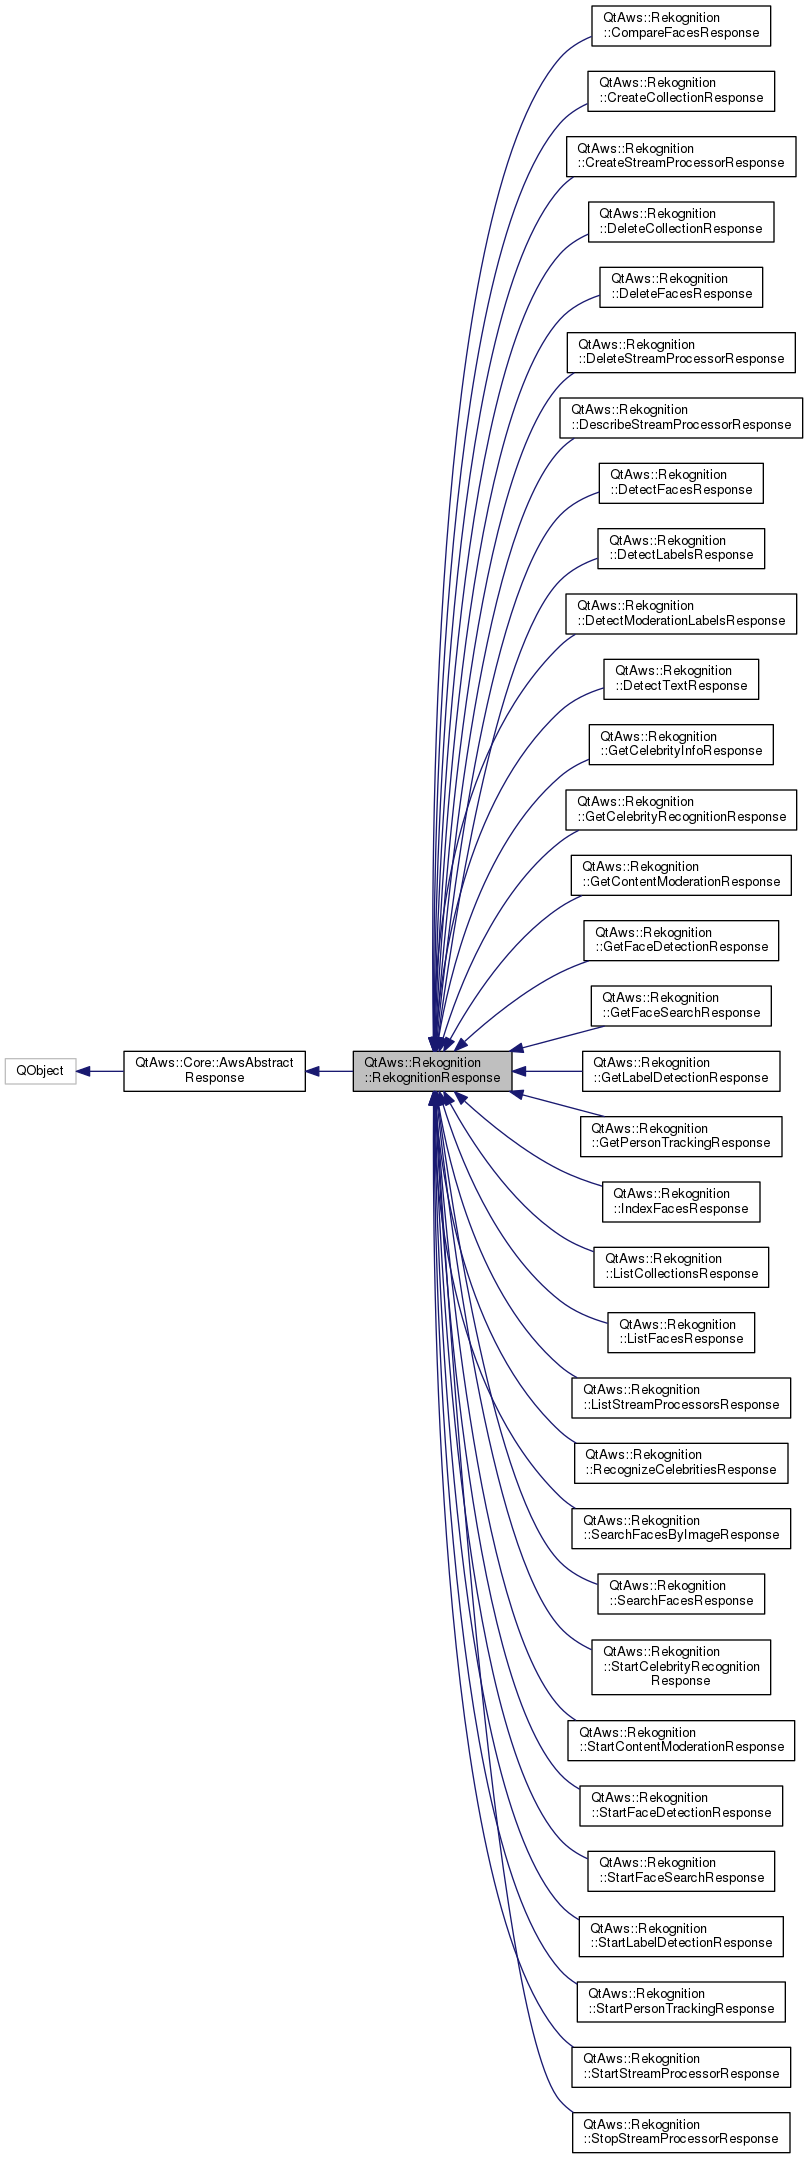 QtAws::Rekognition
::CompareFacesResponse
QtAws::Rekognition
::CreateCollectionResponse
QtAws::Rekognition
::CreateStreamProcessorResponse
QtAws::Rekognition
::DeleteCollectionResponse
QtAws::Rekognition
::DeleteFacesResponse
QtAws::Rekognition
::DeleteStreamProcessorResponse
QtAws::Rekognition
::DescribeStreamProcessorResponse
QtAws::Rekognition
::DetectFacesResponse
QtAws::Rekognition
::DetectLabelsResponse
QtAws::Rekognition
::DetectModerationLabelsResponse
QtAws::Rekognition
::DetectTextResponse
QtAws::Rekognition
::GetCelebrityInfoResponse
QtAws::Rekognition
::GetCelebrityRecognitionResponse
QtAws::Rekognition
::GetContentModerationResponse
QtAws::Rekognition
::GetFaceDetectionResponse
QtAws::Rekognition
::GetFaceSearchResponse
QObject
QtAws::Core::AwsAbstract
Response
QtAws::Rekognition
::RekognitionResponse
QtAws::Rekognition
::GetLabelDetectionResponse
QtAws::Rekognition
::GetPersonTrackingResponse
QtAws::Rekognition
::IndexFacesResponse
QtAws::Rekognition
::ListCollectionsResponse
QtAws::Rekognition
::ListFacesResponse
QtAws::Rekognition
::ListStreamProcessorsResponse
QtAws::Rekognition
::RecognizeCelebritiesResponse
QtAws::Rekognition
::SearchFacesByImageResponse
QtAws::Rekognition
::SearchFacesResponse
QtAws::Rekognition
::StartCelebrityRecognition
Response
QtAws::Rekognition
::StartContentModerationResponse
QtAws::Rekognition
::StartFaceDetectionResponse
QtAws::Rekognition
::StartFaceSearchResponse
QtAws::Rekognition
::StartLabelDetectionResponse
QtAws::Rekognition
::StartPersonTrackingResponse
QtAws::Rekognition
::StartStreamProcessorResponse
QtAws::Rekognition
::StopStreamProcessorResponse